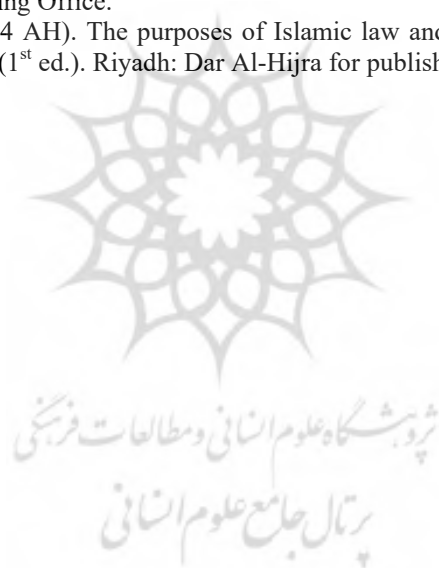 ing Office.
4 AH). The purposes of Islamic law and
(1st ed.). Riyadh: Dar Al-Hijra for publish
پژوهشگاه علوم انسانی و مطالعات فرهنگی
پرتال جامع علوم انسانی